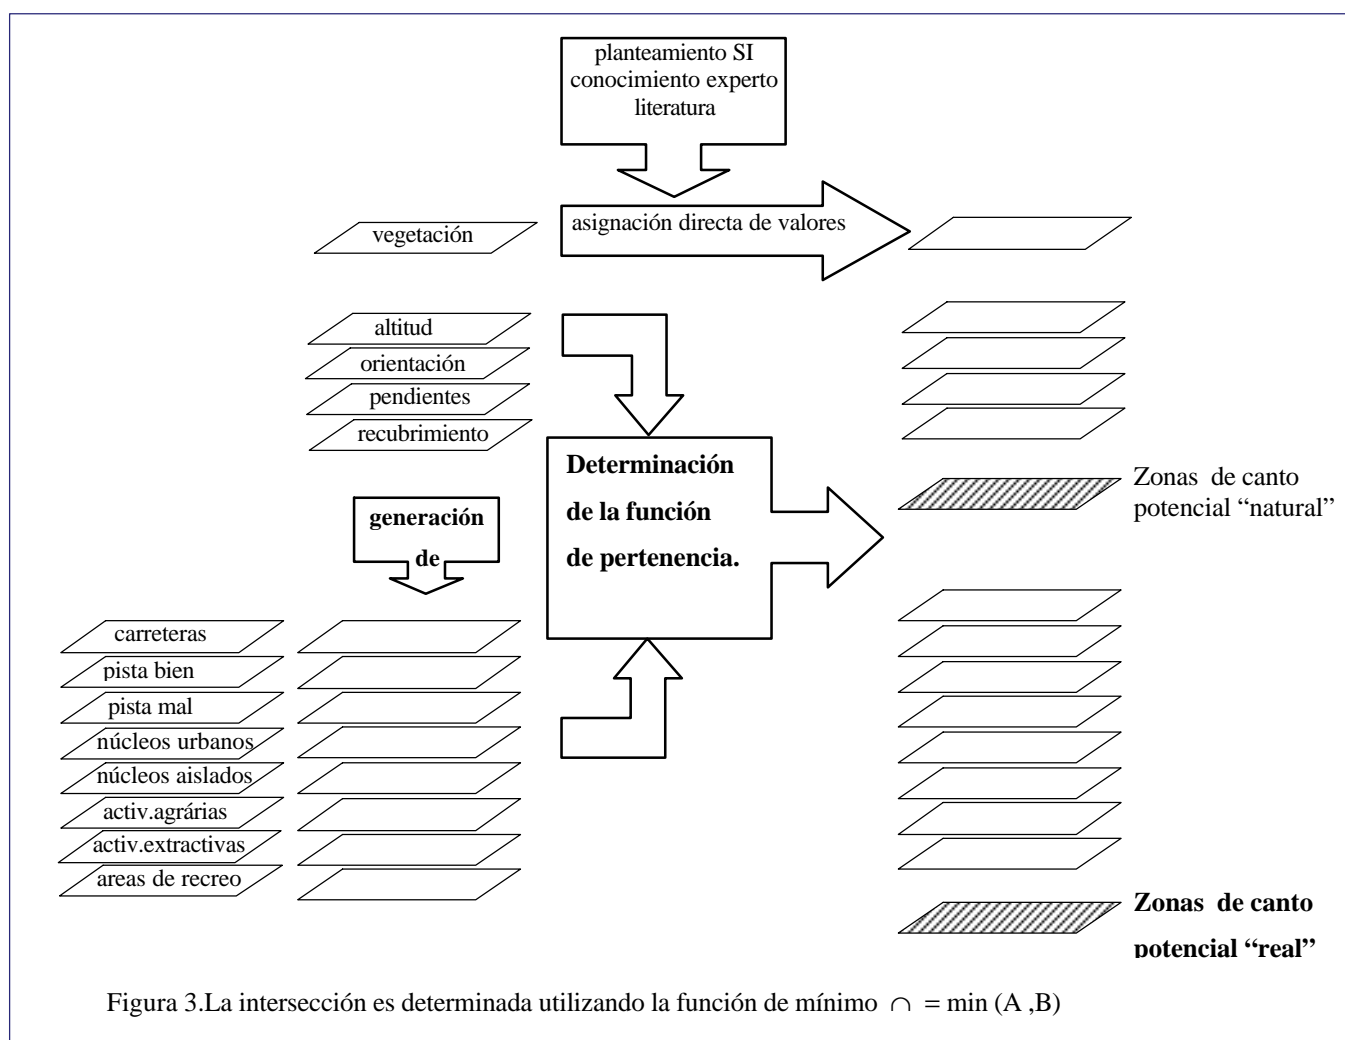 planteamiento SI
conocimiento experto
literatura
vegetación
asignación directa de valores
altitud
orientación
pendientes
recubrimiento
Determinación
de la función
de pertenencia.
Zonas de canto
potencial “natural”
generación
de
carreteras
pista bien
pista mal
núcleos urbanos
núcleos aislados
activ.agrárias
activ.extractivas
areas de recreo
Zonas de canto
potencial “real”
Figura 3.La intersección es determinada utilizando la función de mínimo ∩ = min (A ,B)